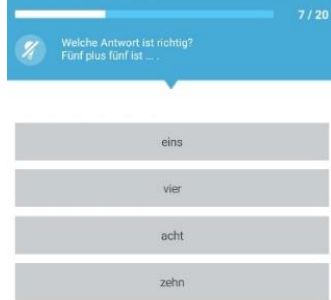 7 / 20
Welche Antwort ist richtig?
Fünf plus fünf ist ... .
eins
vier
acht
zehn